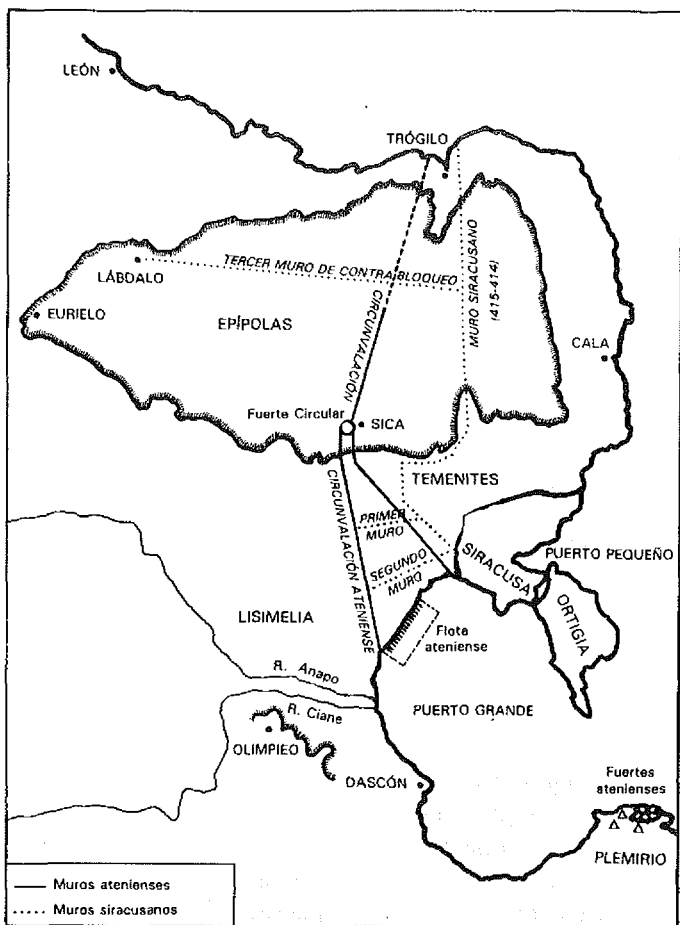 LEÓN
TRÓGILO
TERCER MURO DE CONTRABLOQUEO
LÁBDALO
EURIELO
EPÍPOLAS
CIRCUNVALACIÓN
MURO SIRACUSANO
(415-414)
CALA
Fuerte Circular
SICA
TEMENITES
CIRCUNVALACIÓN ATENIENSE
PRIMER
MURO
SEGUNDO
MURO
SIRACUSA
PUERTO PEQUEÑO
ORTIGIA
LISIMELIA
Flota
ateniense
R. Anapo
R. Ciane
PUERTO GRANDE
OLIMPIEO
DASCÓN
Fuertes
atenienses
PLEMIRIO
Muros atenienses
Muros siracusanos